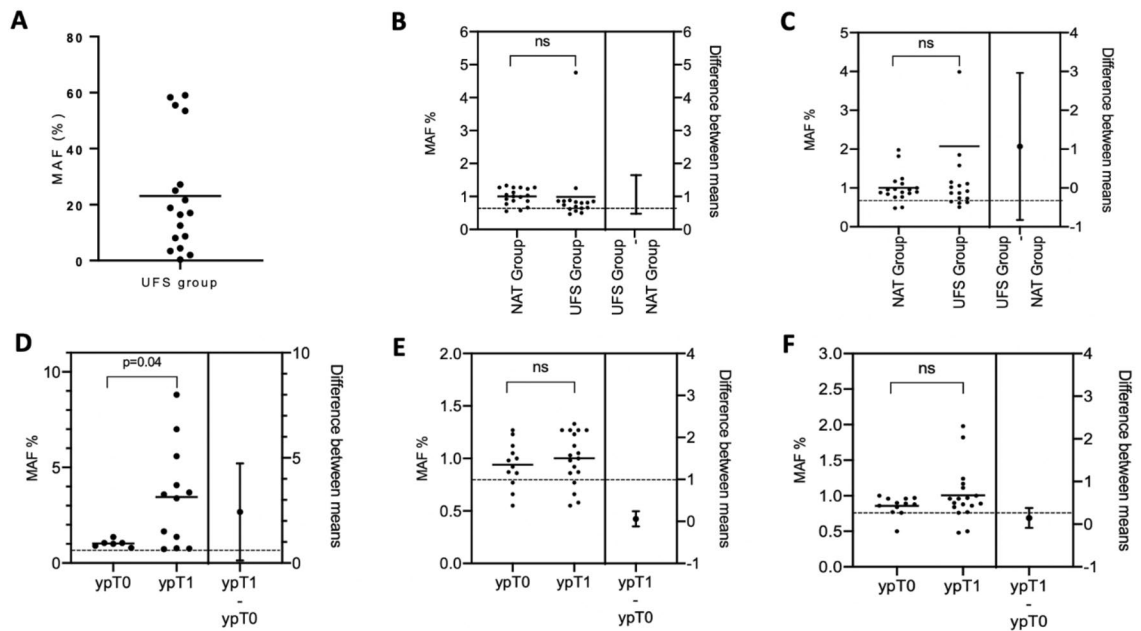 A
80
60
40
20
0
MAF (%)
UFS group
B
6
5
4
3
2
1
0
MAF %
ns
6
5
4
3
2
1
0
Difference between means
NAT Group
UFS Group
UFS Group
-
NAT Group
C
5
4
3
2
1
0
MAF %
ns
4
3
2
1
0
-1
Difference between means
NAT Group
UFS Group
UFS Group
-
NAT Group
D
10
5
0
MAF %
p=0.04
10
5
0
Difference between means
ypT0
ypT1
ypT1
-
ypT0
E
2.0
1.5
1.0
0.5
0.0
MAF %
ns
4
3
2
1
0
-1
Difference between means
ypT0
ypT1
ypT1
-
ypT0
F
3.0
2.5
2.0
1.5
1.0
0.5
0.0
MAF %
ns
4
3
2
1
0
-1
Difference between means
ypT0
ypT1
ypT1
-
ypT0